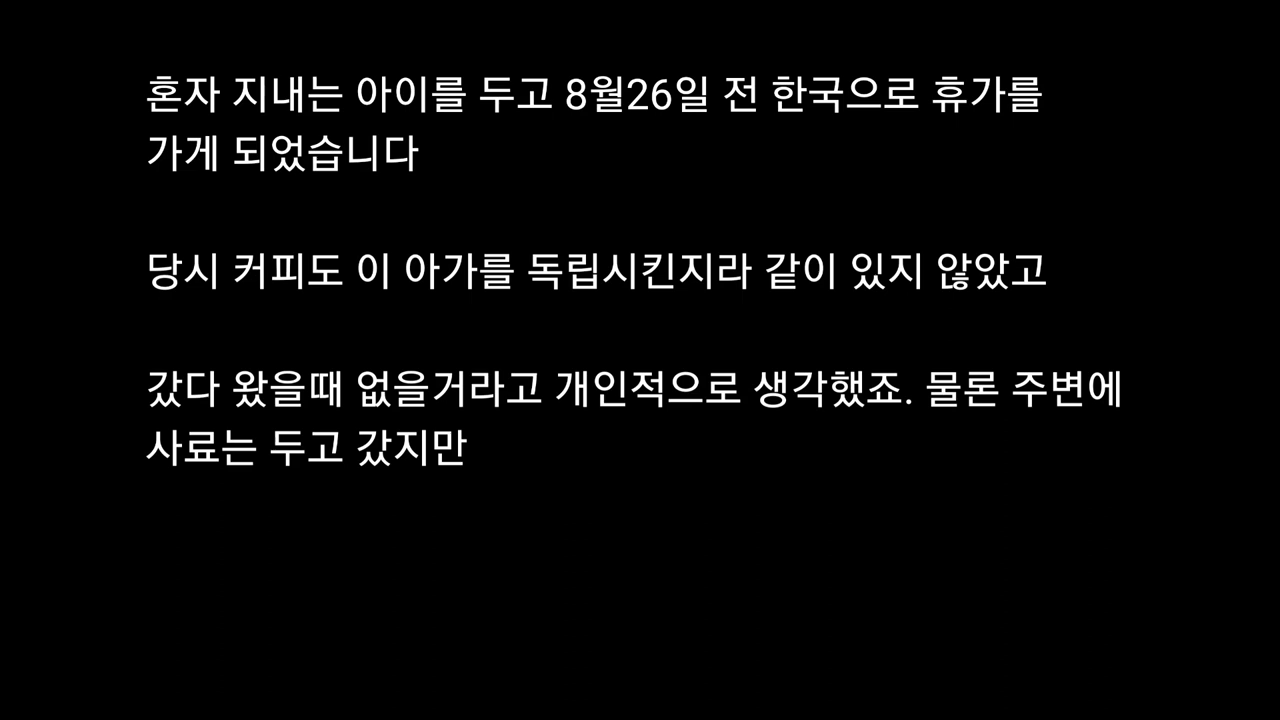 혼자 지내는 아이를 두고 8월26일 전 한국으로 휴가를
가게 되었습니다
당시 커피도 이 아가를 독립시킨지라 같이 있지 않았고
갔다 왔을때 없을거라고 개인적으로 생각했죠. 물론 주변에
사료는 두고 갔지만